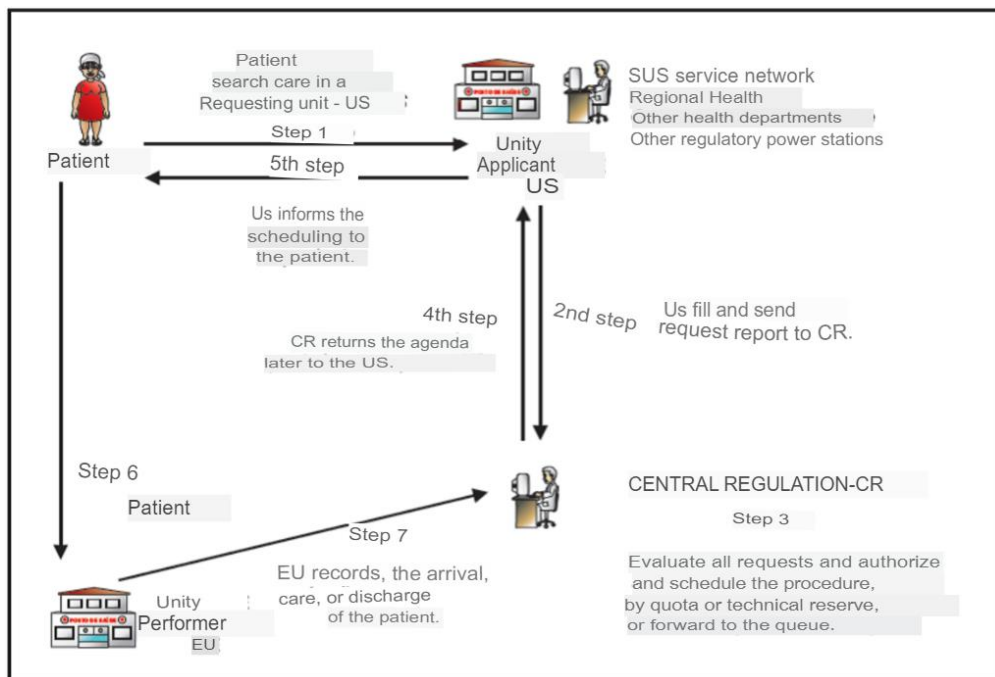 Patient
search care in a
Requesting unit - US
Step 1
Patient
5th step
Unity
Applicant
US
SUS service network
Regional Health
Other health departments
Other regulatory power stations
Us informs the
scheduling to
the patient.
4th step
2nd step
Us fill and send
request report to CR.
CR returns the agenda
later to the US.
Step 6
Patient
Step 7
CENTRAL REGULATION-CR
Step 3
Evaluate all requests and authorize
and schedule the procedure,
by quota or technical reserve,
or forward to the queue.
EU records, the arrival,
care, or discharge
of the patient.
Unity
Performer
EU